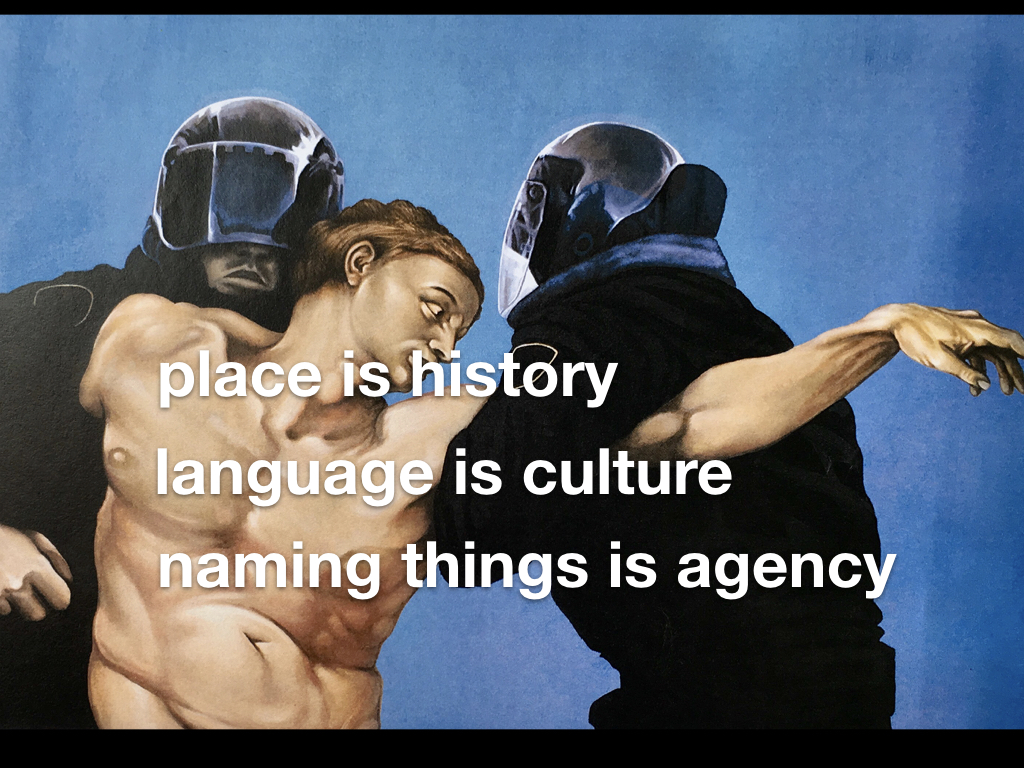 place is history
language is culture
naming things is agency